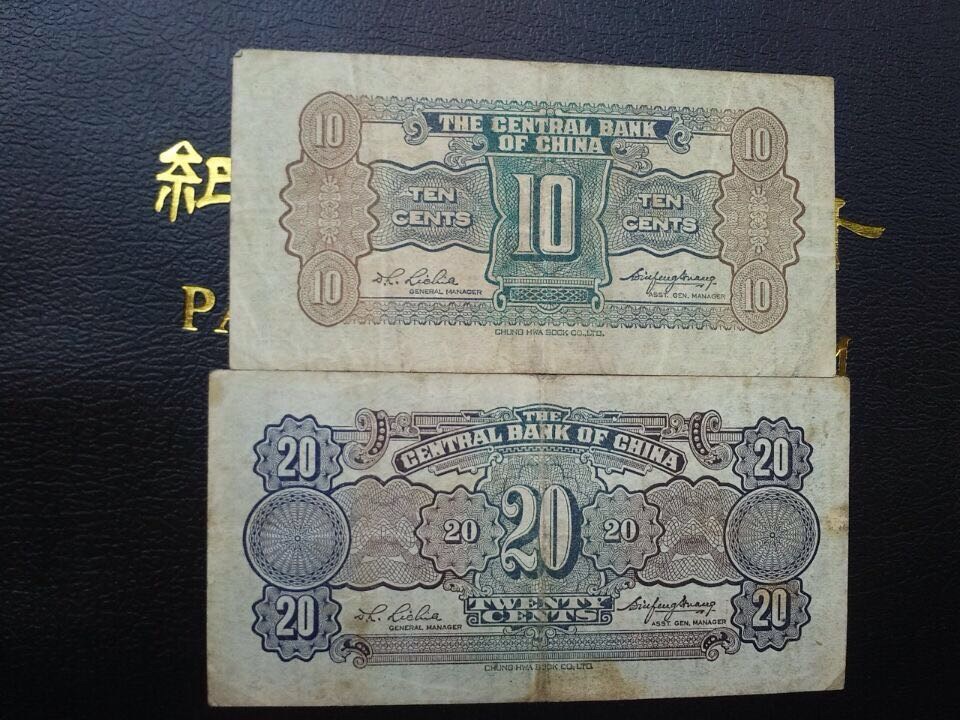 組
PA
10
10
THE CENTRAL BANK
OF CHINA
TEN
CENTS
10
TEN
CENTS
10
10
GENERAL MANAGER
ASST. GEN. MANAGER
CHUNG HWA BOOK CO.,LTD.
20
20
THE
CENTRAL BANK OF CHINA
20
20
20
20
20
TWENTY
CENTS
GENERAL MANAGER
ASST. GEN. MANAGER
CHUNG HWA BOOK CO., LTD.